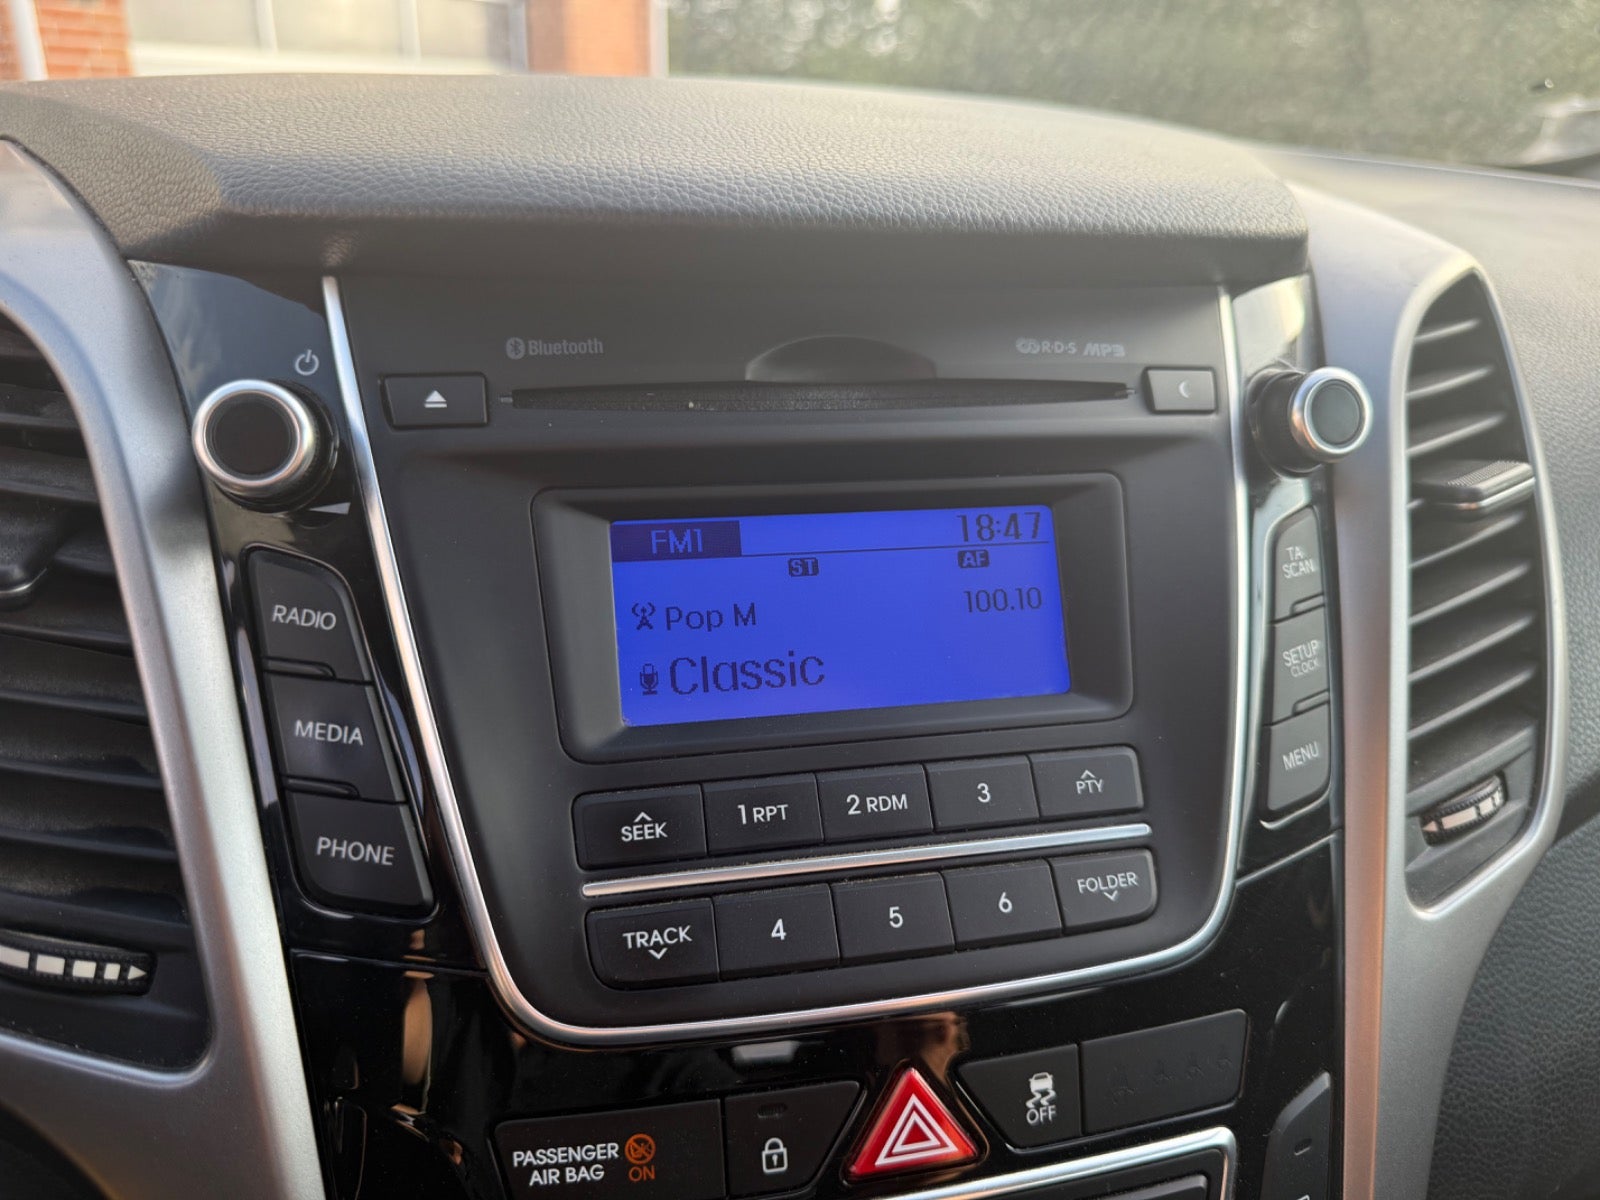 Bluetooth
R·D·S MP3
FM1 18:47
ST AF
Pop M 100.10
Classic
RADIO
MEDIA
PHONE
TA
SCAN
SETUP
CLOCK
MENU
SEEK 1 RPT 2 RDM 3 PTY
TRACK 4 5 6 FOLDER
PASSENGER
AIR BAG ON
OFF